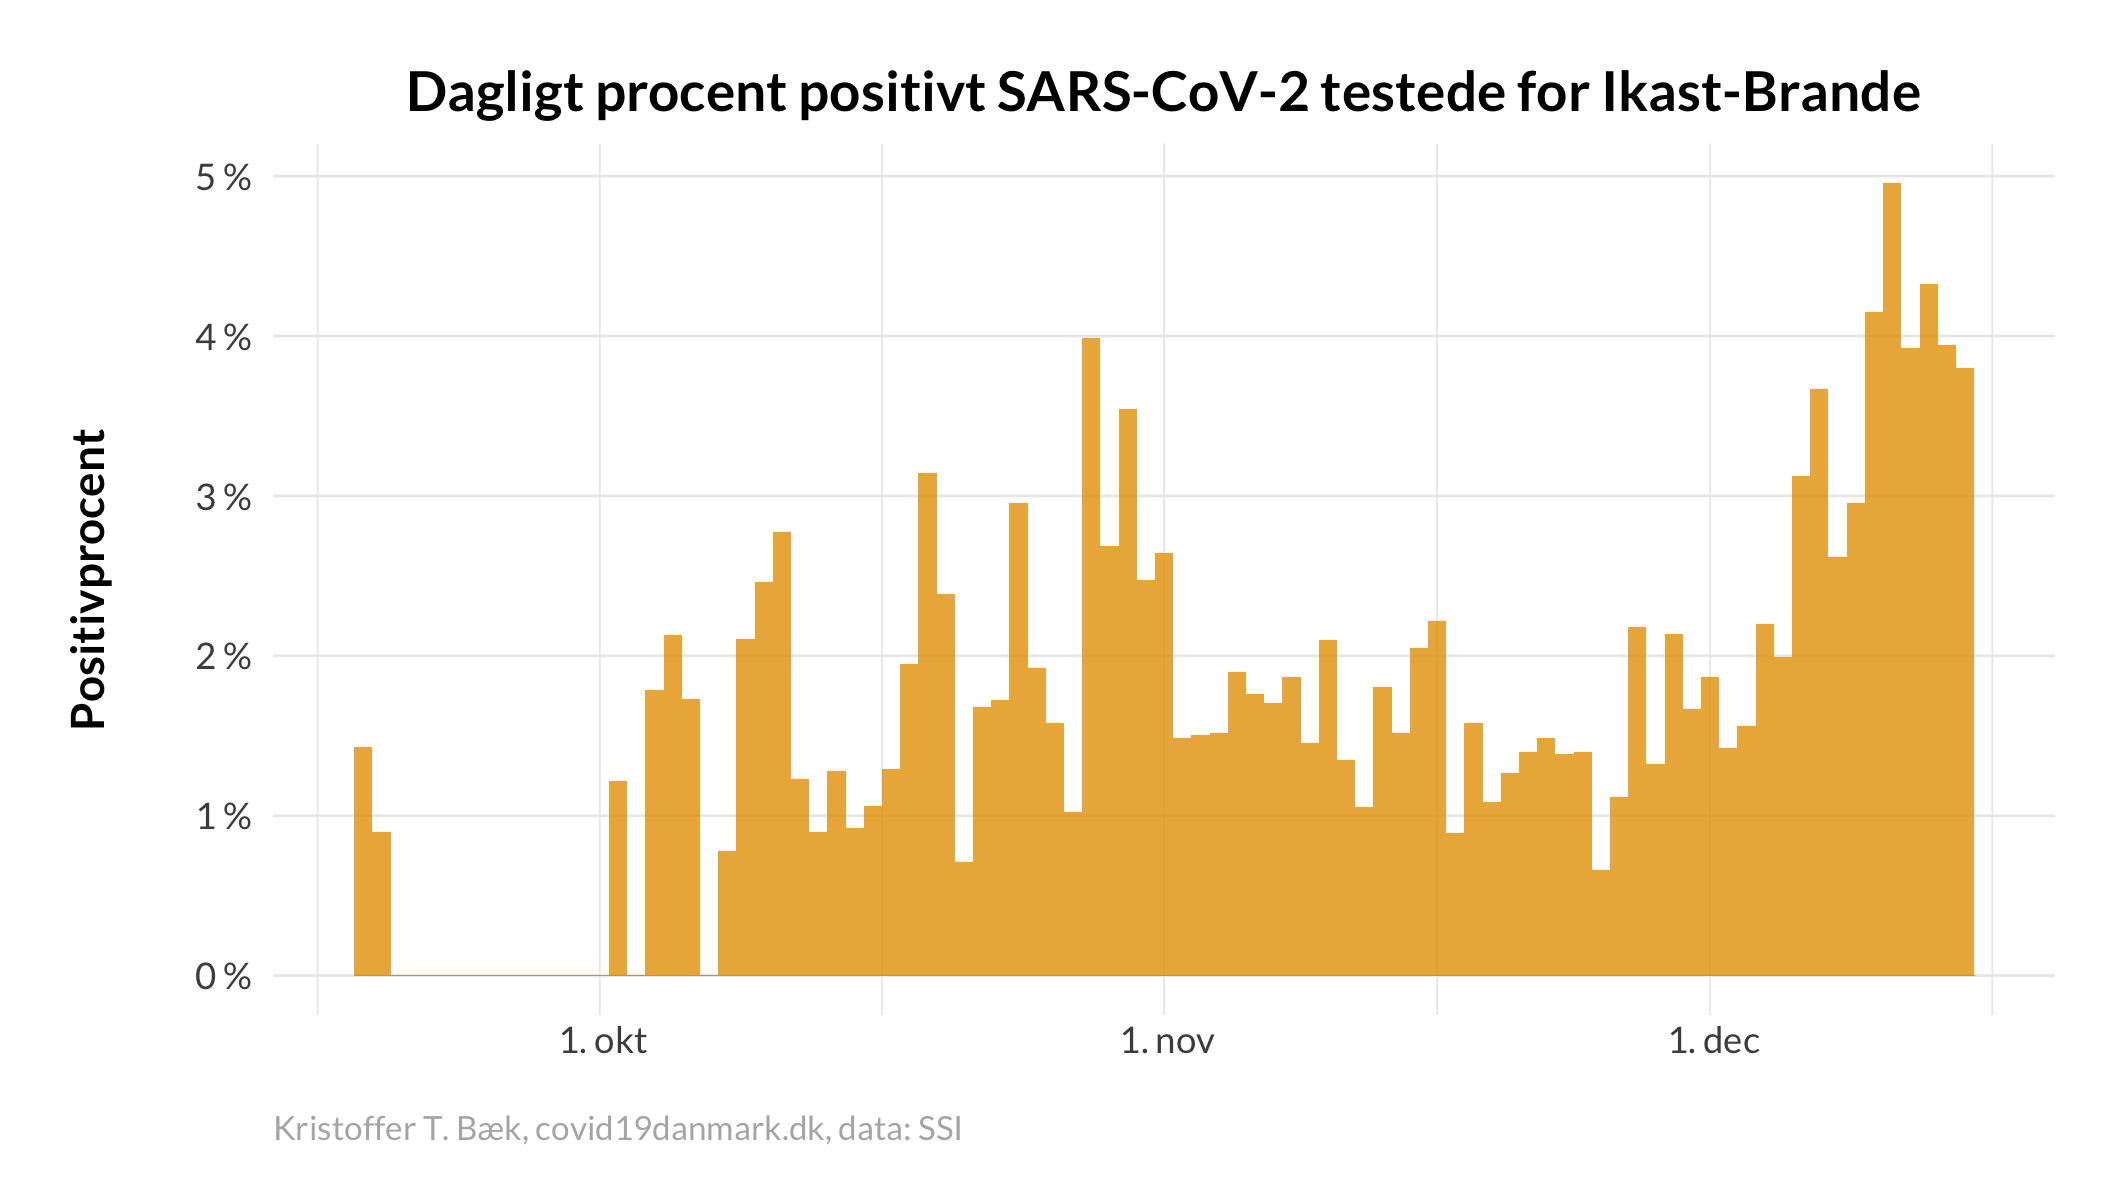 Dagligt procent positivt SARS-CoV-2 testede for Ikast-Brande
Positivprocent
5 %
4 %
3 %
2 %
1 %
0 %
1. okt
1. nov
1. dec
Kristoffer T. Bæk, covid19danmark.dk, data: SSI